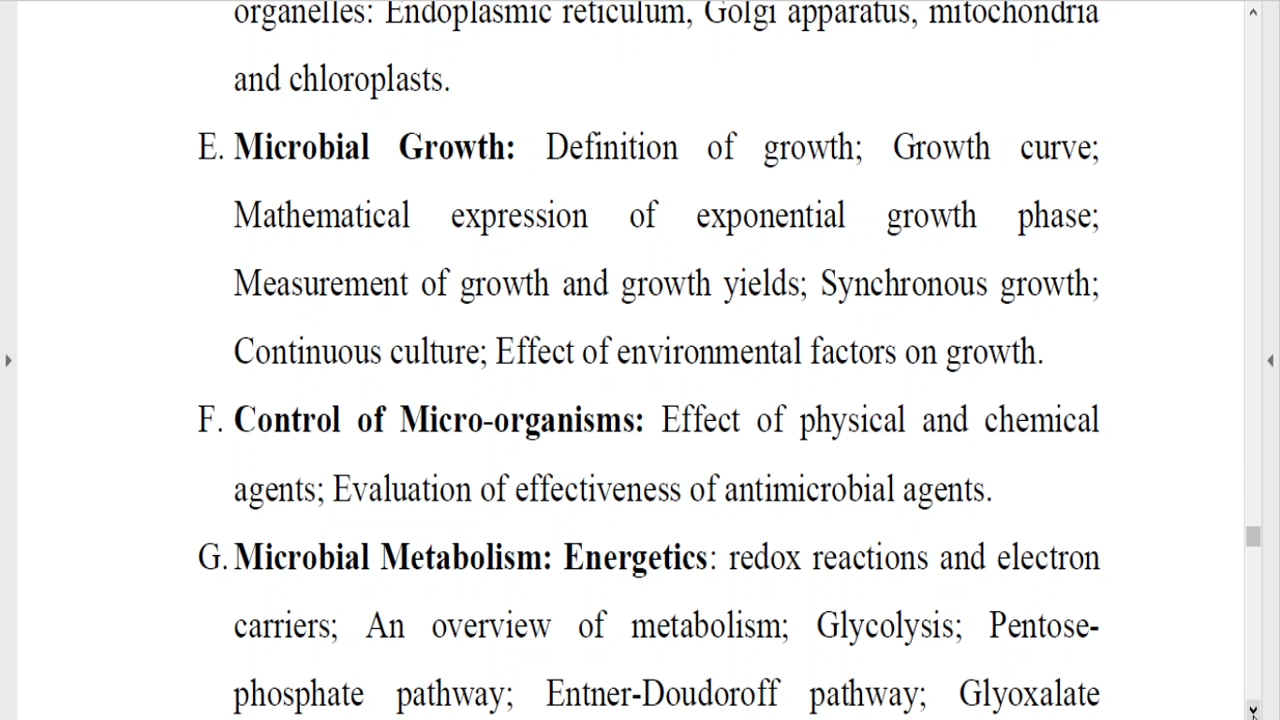 organelles: Endoplasmic reticulum, Golgi apparatus, mitochondria
and chloroplasts.
E. Microbial Growth: Definition of growth; Growth curve;
Mathematical expression of exponential growth phase;
Measurement of growth and growth yields; Synchronous growth;
Continuous culture; Effect of environmental factors on growth.
F. Control of Micro-organisms: Effect of physical and chemical
agents; Evaluation of effectiveness of antimicrobial agents.
G. Microbial Metabolism: Energetics: redox reactions and electron
carriers; An overview of metabolism; Glycolysis; Pentose-
phosphate pathway; Entner-Doudoroff pathway; Glyoxalate